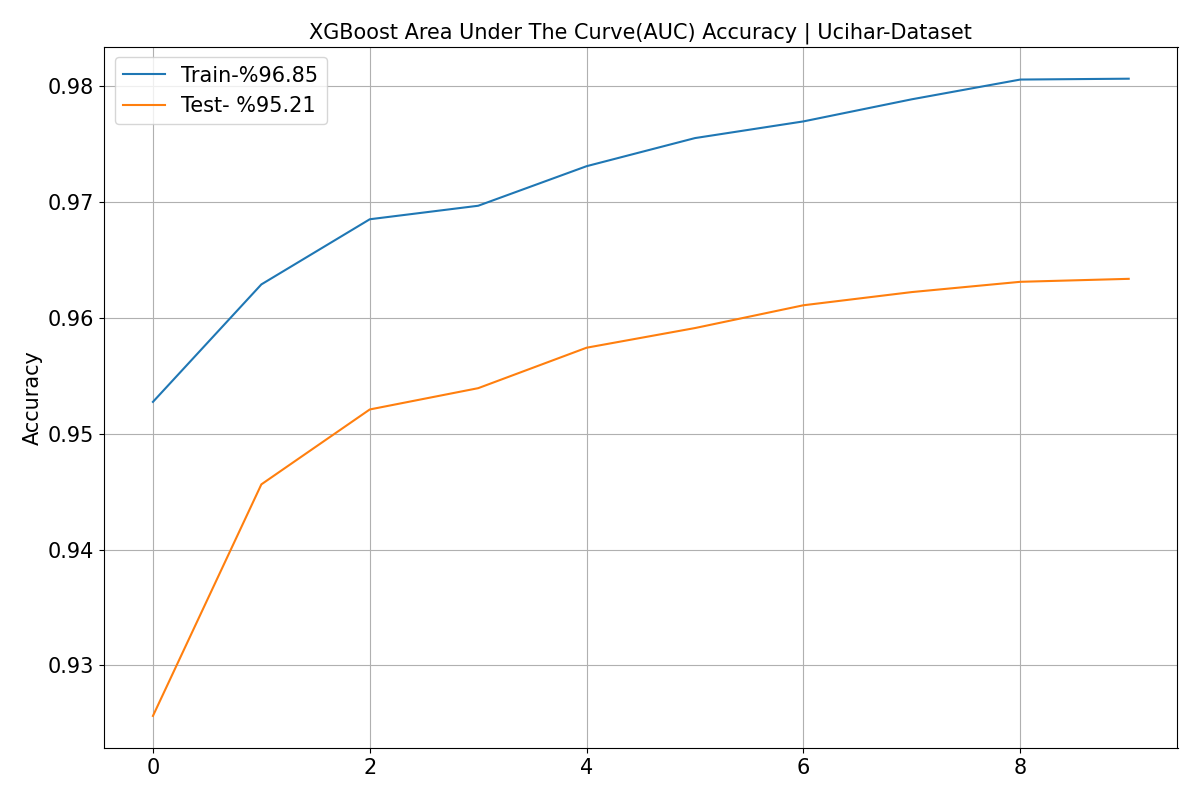 XGBoost Area Under The Curve(AUC) Accuracy | Ucihar-Dataset
Train-%96.85
Test- %95.21
0.98
0.97
0.96
0.95
0.94
0.93
Accuracy
0 2 4 6 8